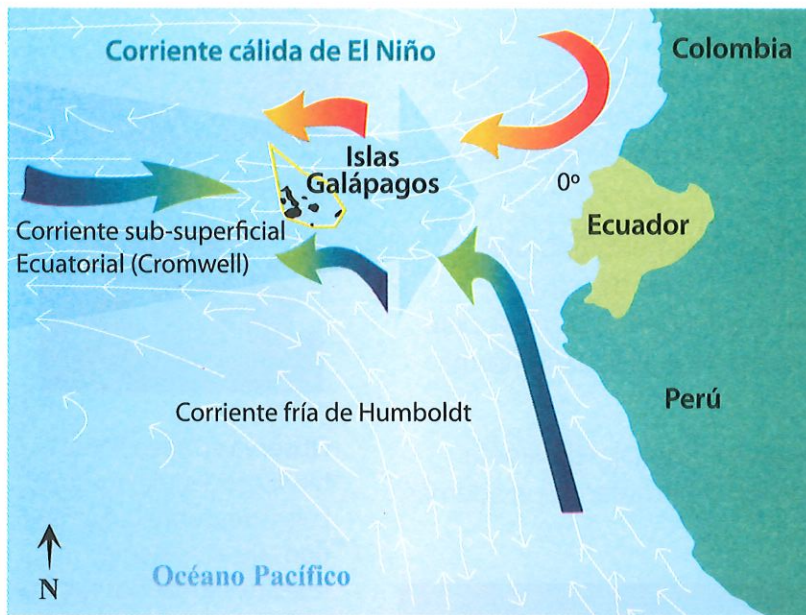 Corriente cálida de El Niño
Colombia
Islas
Galápagos
0º
Ecuador
Corriente sub-superficial
Ecuatorial (Cromwell)
Corriente fría de Humboldt
Perú
N
Océano Pacífico